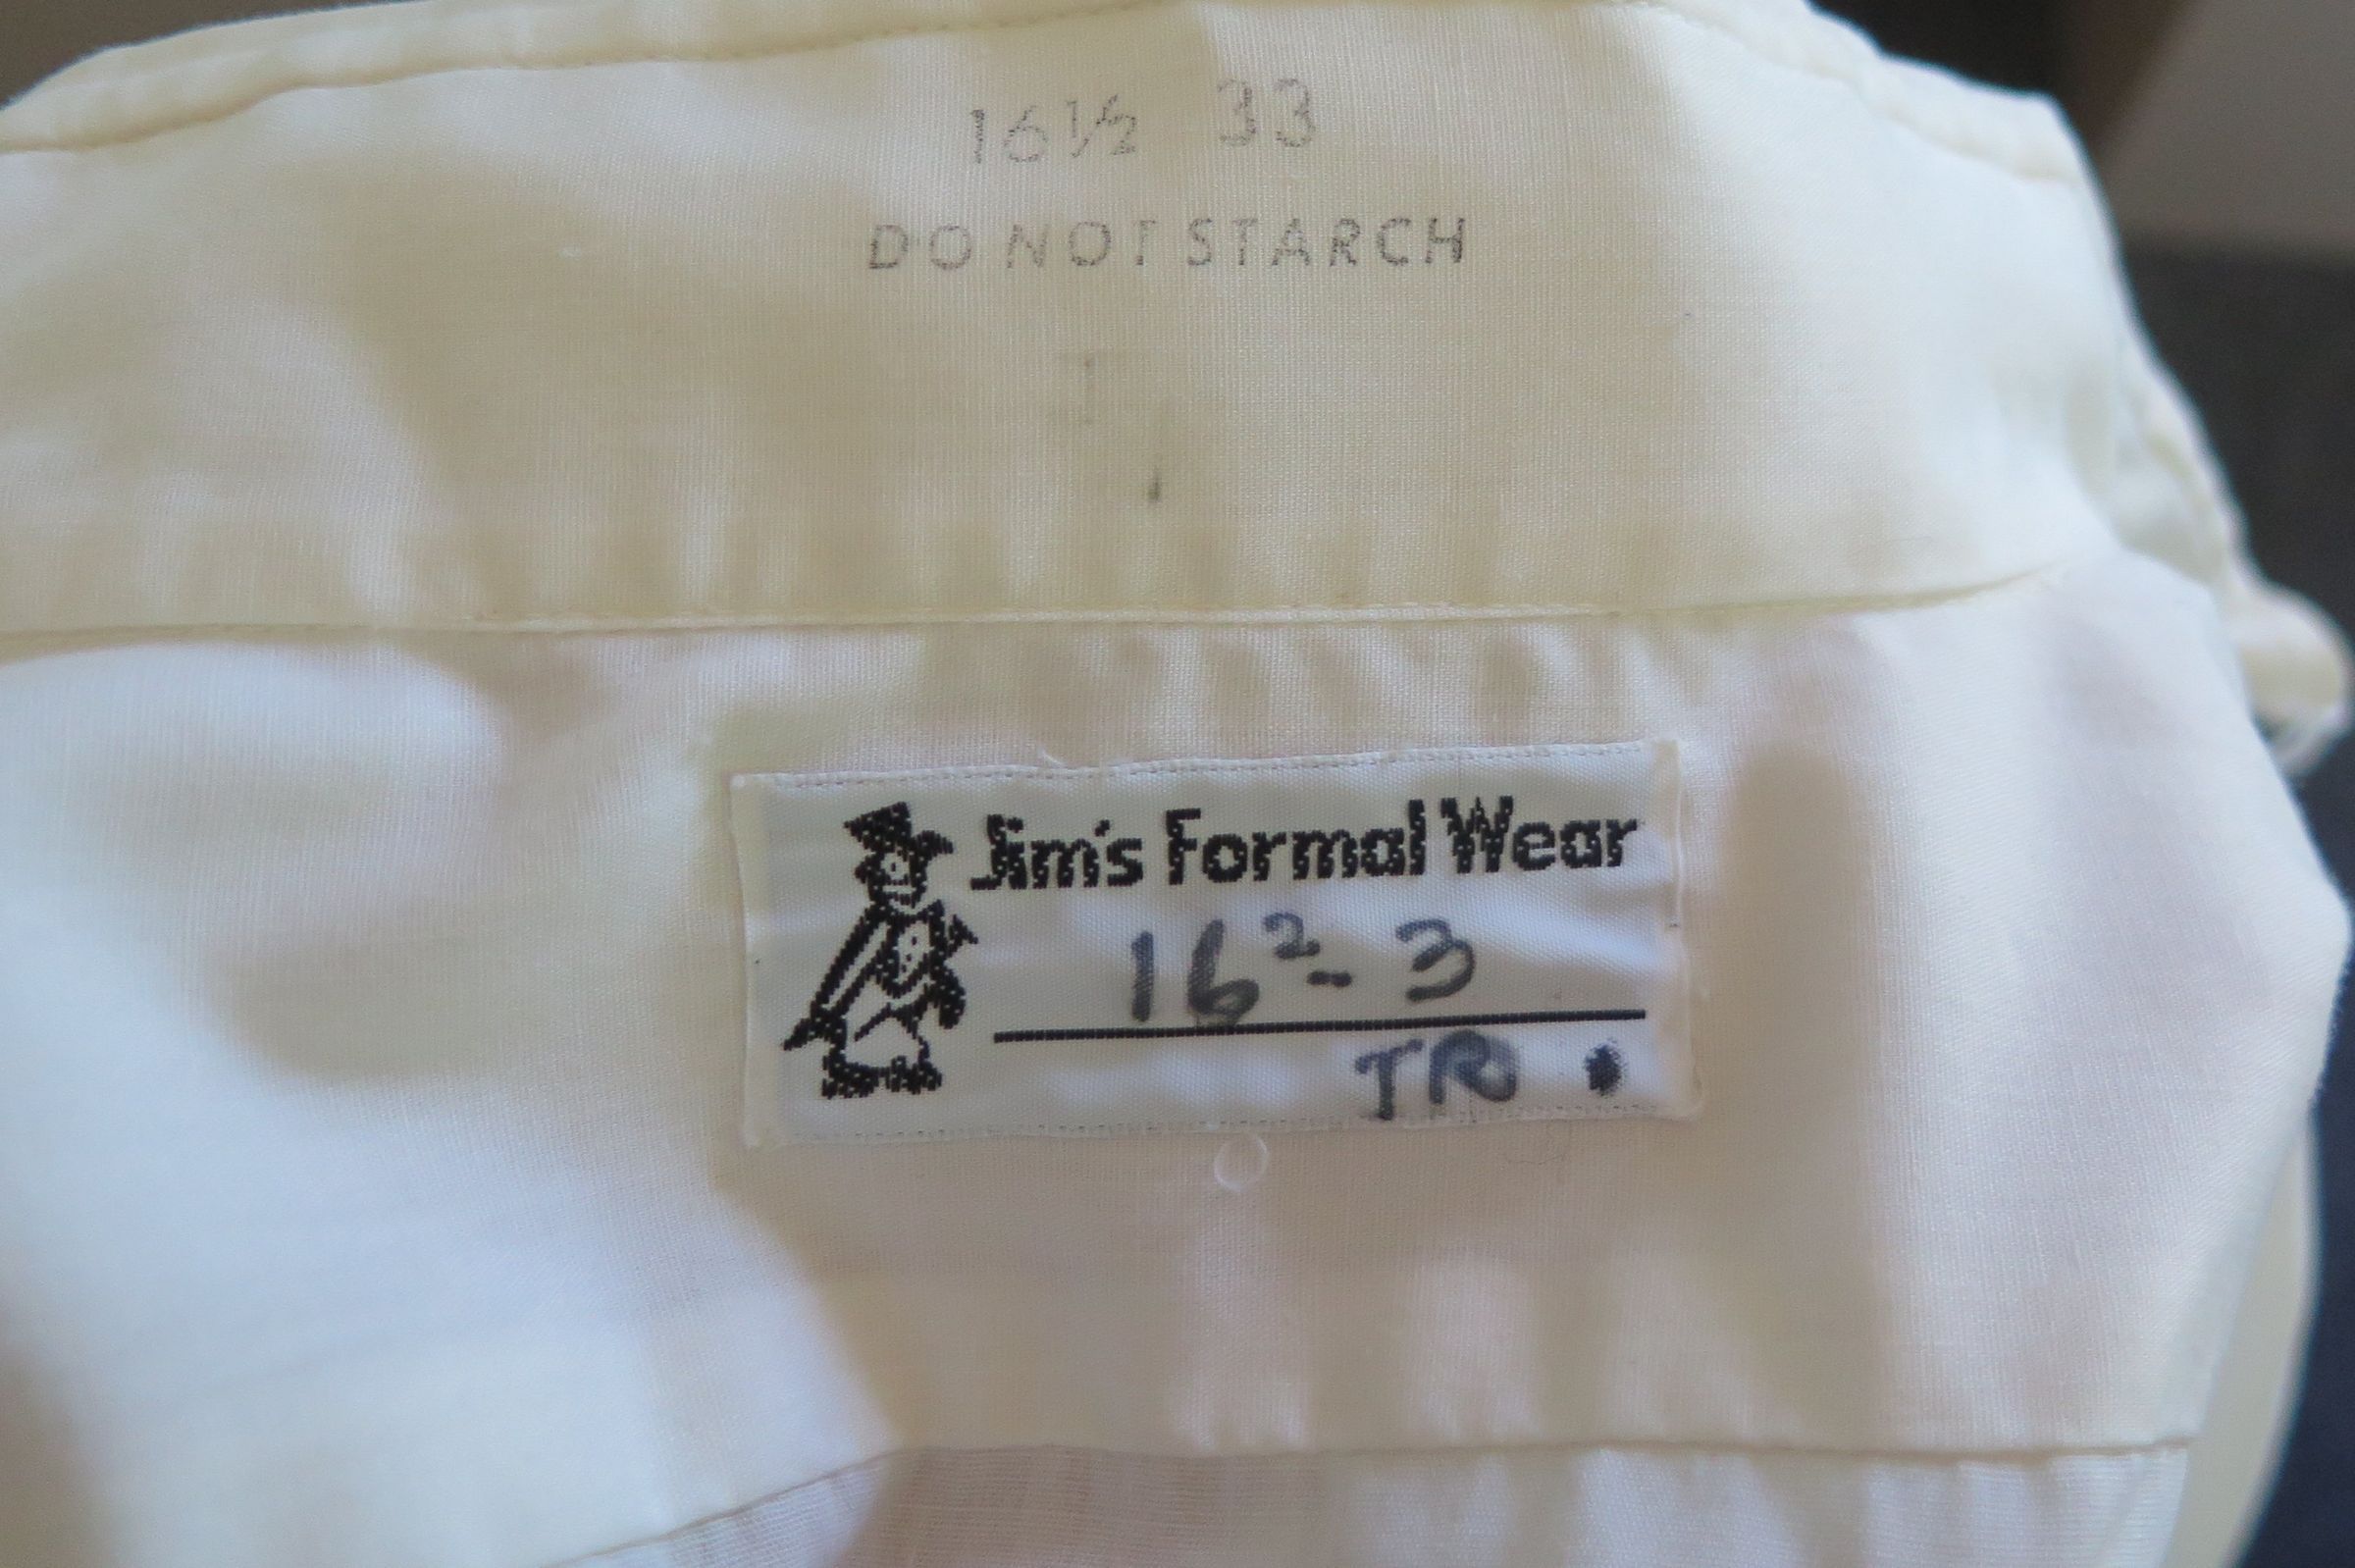 16½ 33
DO NOT STARCH
Jim's Formal Wear
16²- 3
TR